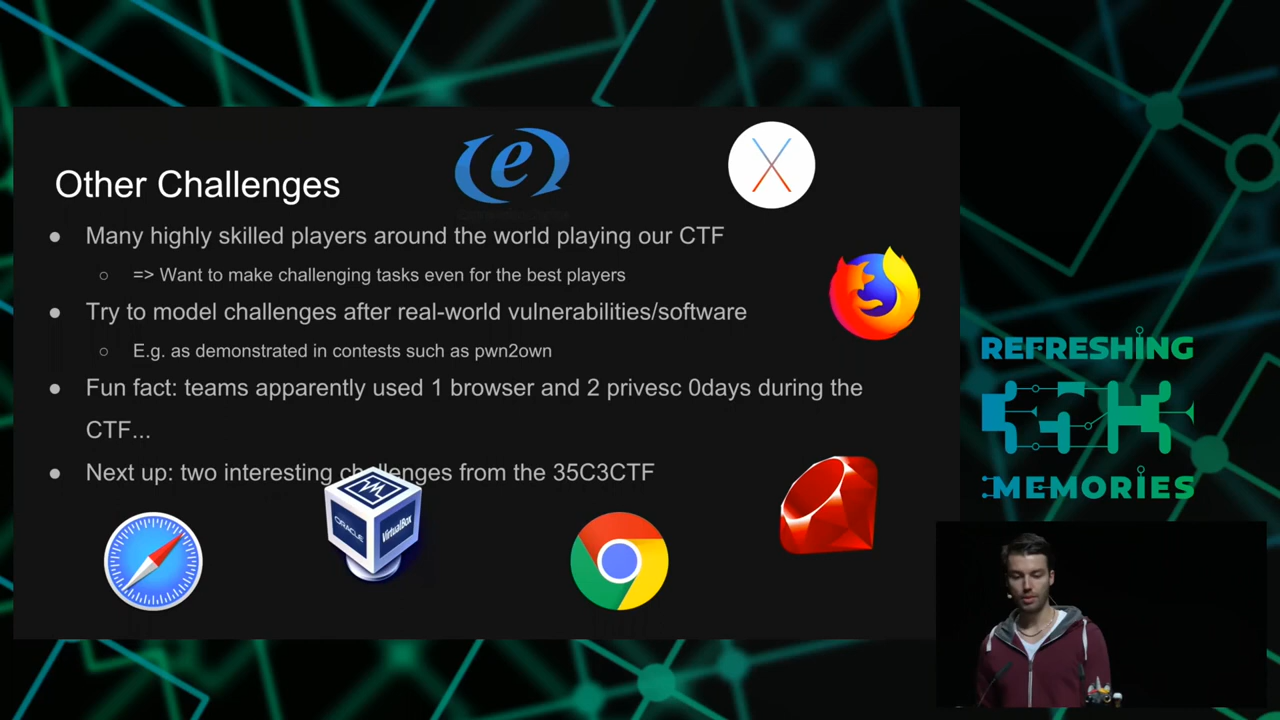 Other Challenges
● Many highly skilled players around the world playing our CTF
○ => Want to make challenging tasks even for the best players
● Try to model challenges after real-world vulnerabilities/software
○ E.g. as demonstrated in contests such as pwn2own
● Fun fact: teams apparently used 1 browser and 2 privesc 0days during the
CTF...
● Next up: two interesting challenges from the 35C3CTF
ORACLE
VirtualBox
REFRESHING
MEMORIES